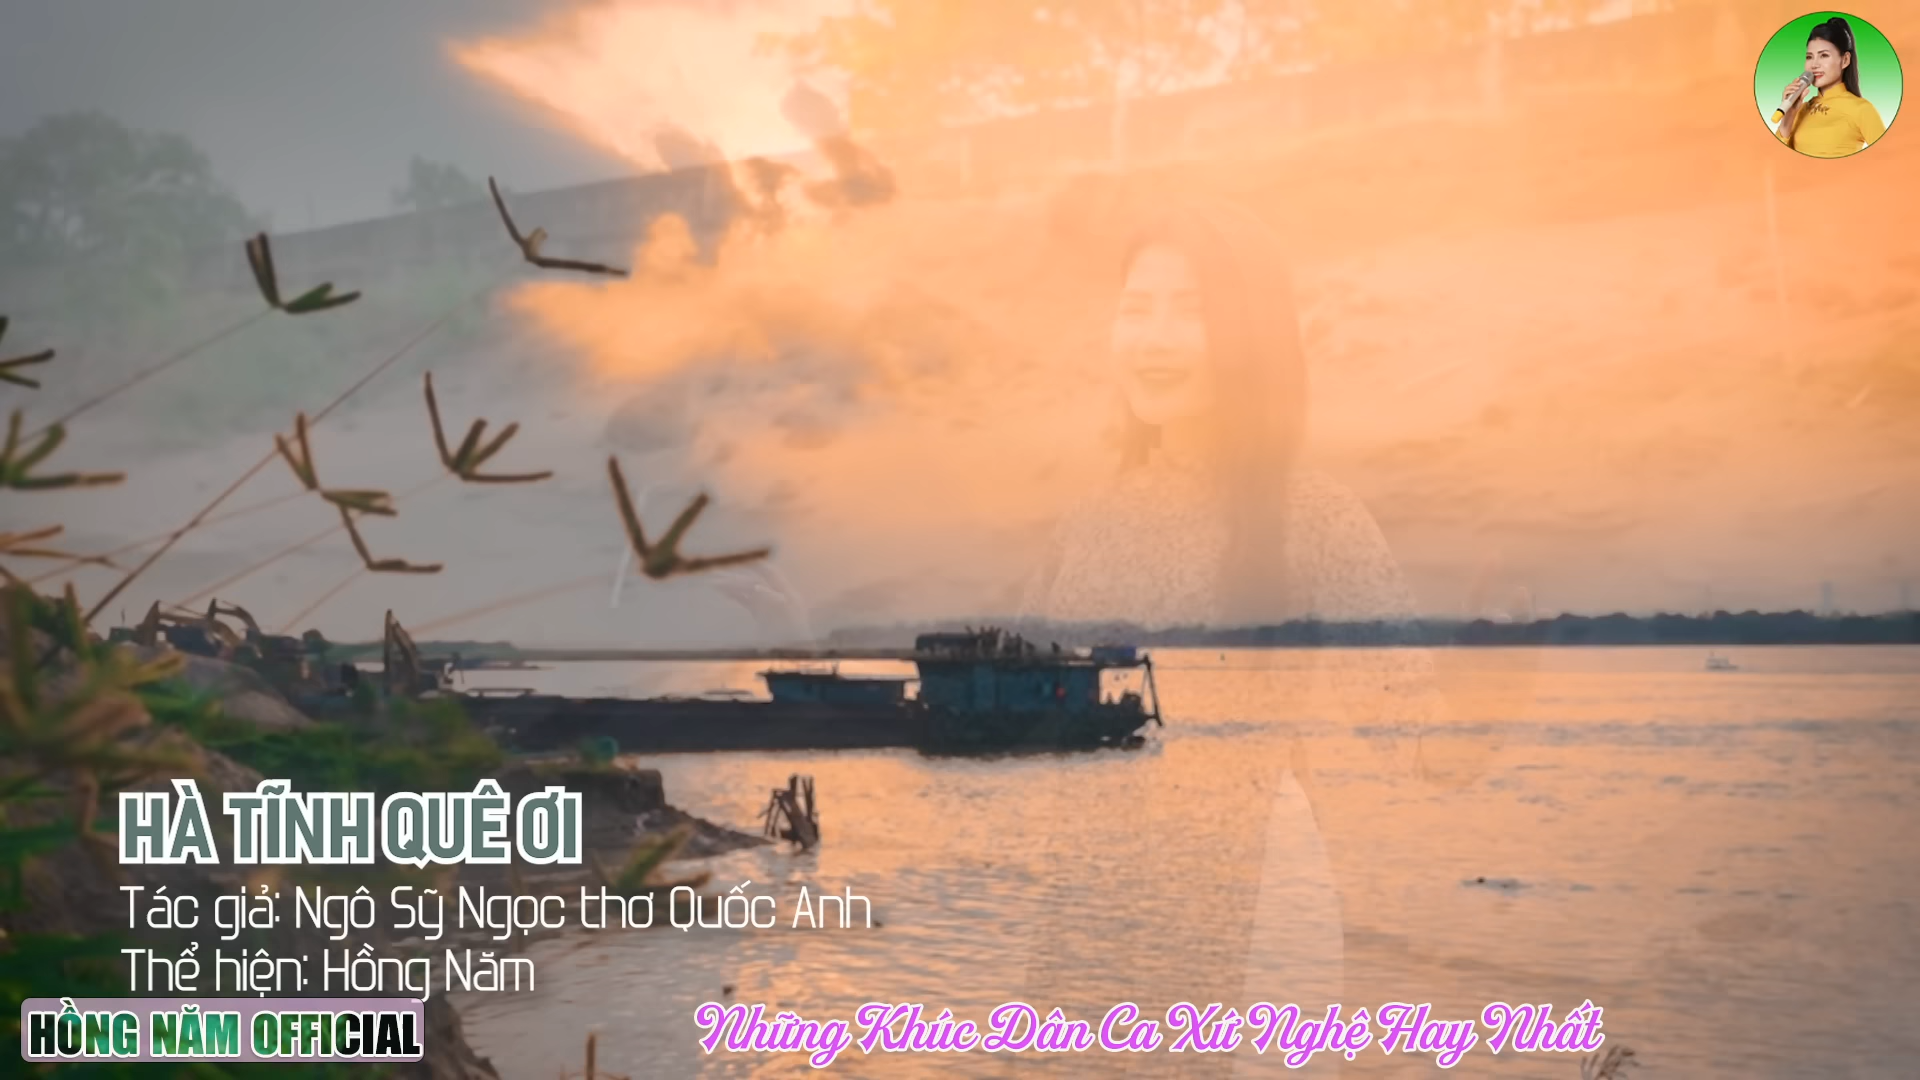 HÀ TĨNH QUÊ ƠI
Tác giả: Ngô Sỹ Ngọc thơ Quốc Anh
Thể hiện: Hồng Năm
HỒNG NĂM OFFICIAL
Những Khúc Dân Ca Xứ Nghệ Hay Nhất